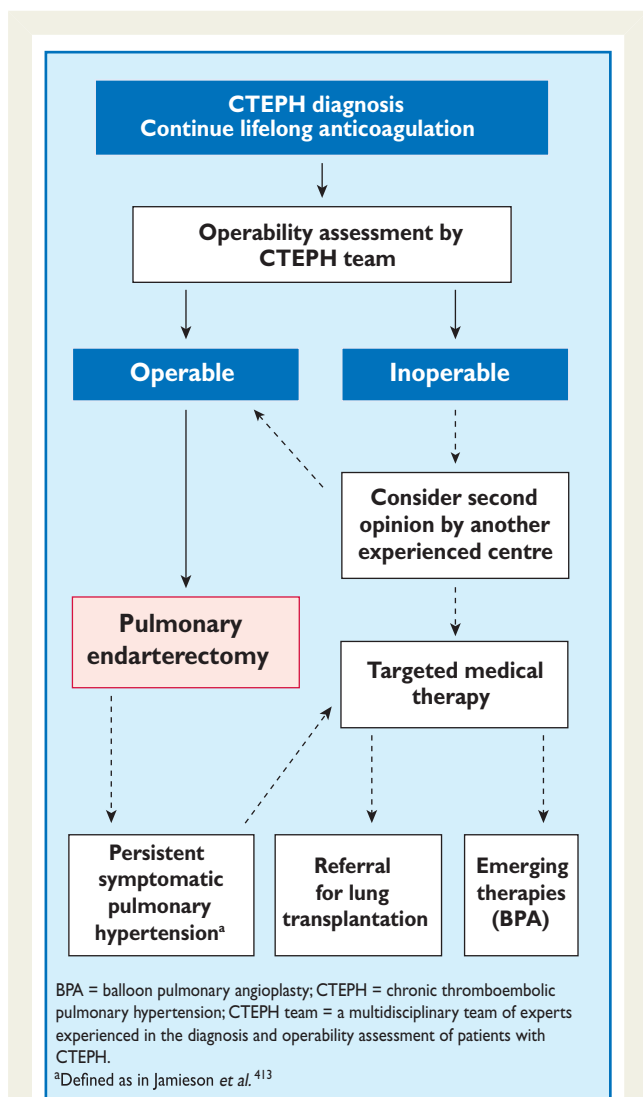 CTEPH diagnosis
Continue lifelong anticoagulation
Operability assessment by
CTEPH team
Operable
Inoperable
Consider second
opinion by another
experienced centre
Pulmonary
endarterectomy
Targeted medical
therapy
Persistent
symptomatic
pulmonary
hypertensionᵃ
Referral
for lung
transplantation
Emerging
therapies
(BPA)
BPA = balloon pulmonary angioplasty; CTEPH = chronic thromboembolic
pulmonary hypertension; CTEPH team = a multidisciplinary team of experts
experienced in the diagnosis and operability assessment of patients with
CTEPH.
ᵃDefined as in Jamieson et al.⁴¹³